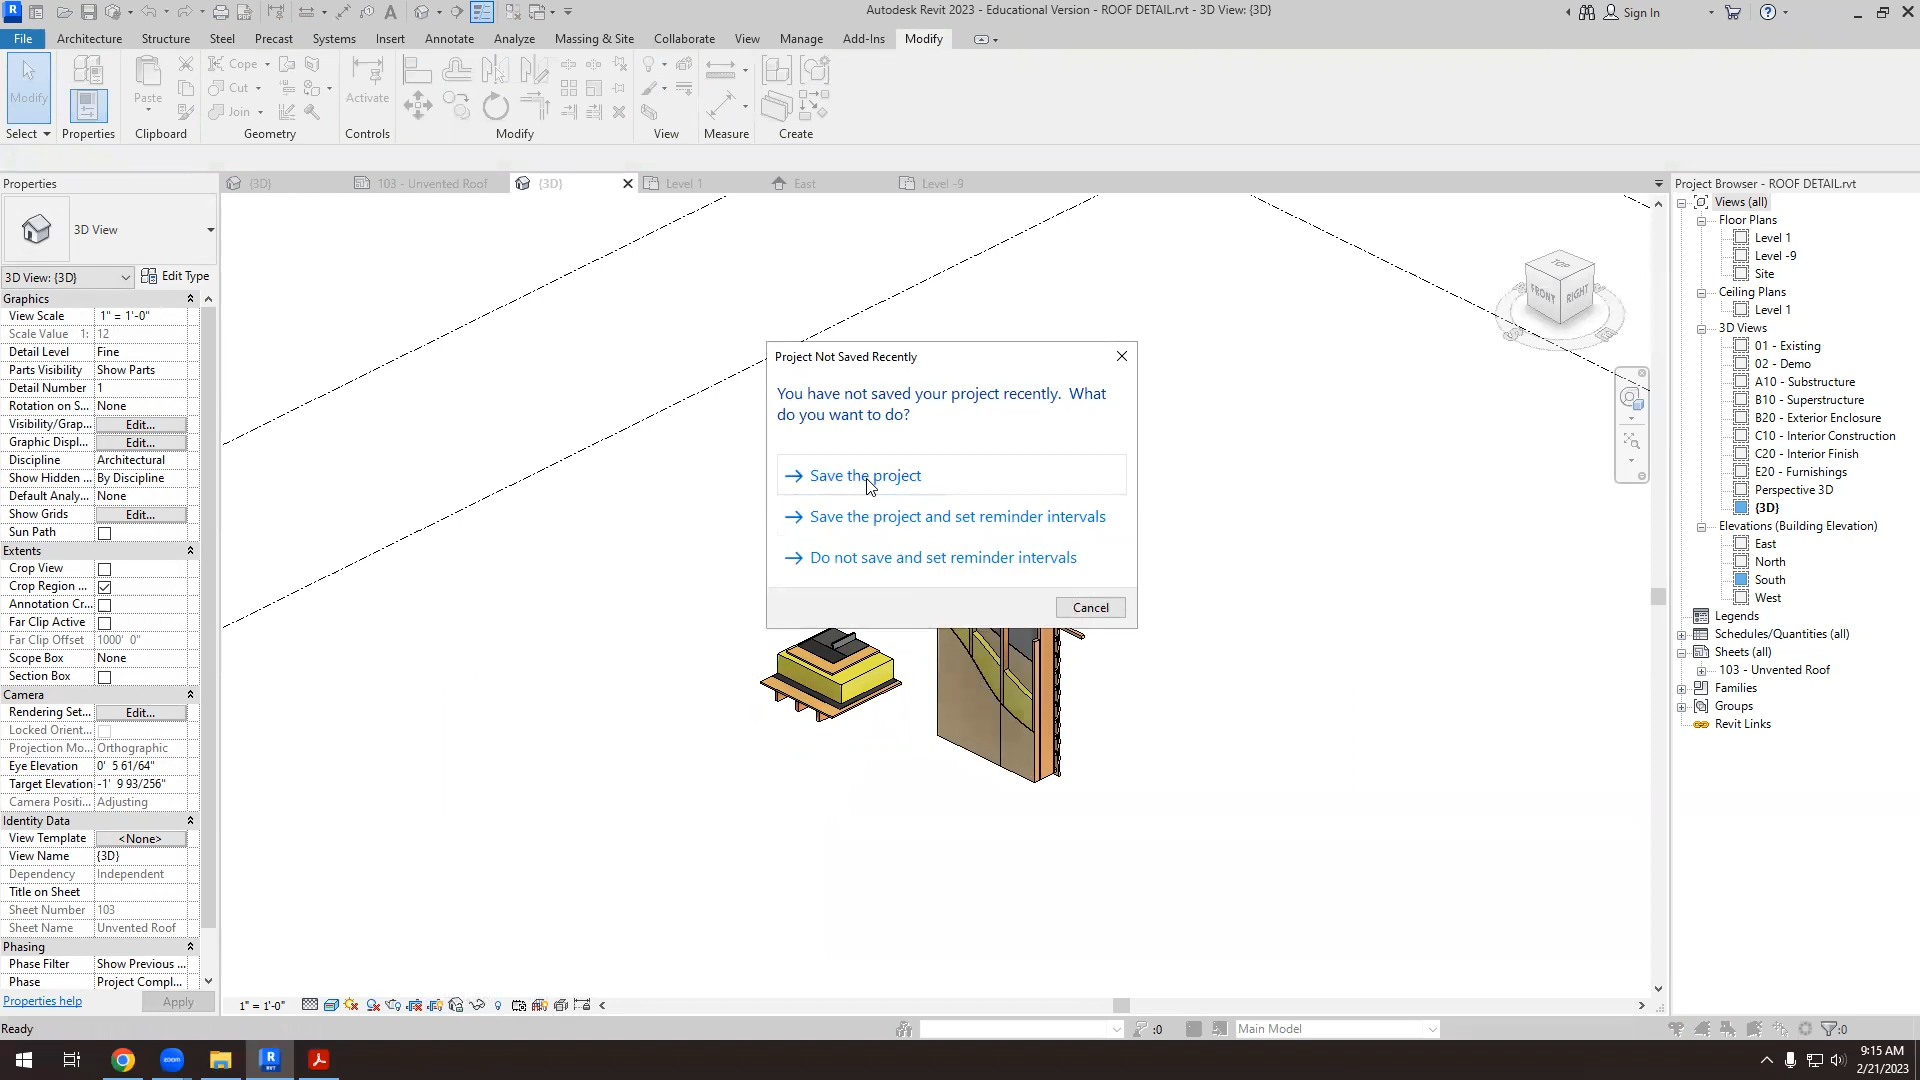 Autodesk Revit 2023 - Educational Version - ROOF DETAIL.rvt - 3D View: {3D}
Sign In
File Architecture Structure Steel Precast Systems Insert Annotate Analyze Massing & Site Collaborate View Manage Add-Ins Modify
Modify
Paste
Cope
Cut
Join
Activate
Select Properties Clipboard Geometry Controls Modify View Measure Create
Properties
{3D} 103 - Unvented Roof {3D} Level 1 East Level -9
3D View
3D View: {3D} Edit Type
Graphics
View Scale 1" = 1'-0"
Scale Value 1: 12
Detail Level Fine
Parts Visibility Show Parts
Detail Number 1
Rotation on S... None
Visibility/Grap... Edit...
Graphic Displ... Edit...
Discipline Architectural
Show Hidden ... By Discipline
Default Analy... None
Show Grids Edit...
Sun Path
Extents
Crop View
Crop Region ...
Annotation Cr...
Far Clip Active
Far Clip Offset 1000' 0"
Scope Box None
Section Box
Camera
Rendering Set... Edit...
Locked Orient...
Projection Mo... Orthographic
Eye Elevation 0' 5 61/64"
Target Elevation -1' 9 93/256"
Camera Positi... Adjusting
Identity Data
View Template <None>
View Name {3D}
Dependency Independent
Title on Sheet
Sheet Number 103
Sheet Name Unvented Roof
Phasing
Phase Filter Show Previous ...
Phase Project Compl...
Properties help Apply
TOP
FRONT RIGHT
Project Not Saved Recently
You have not saved your project recently. What
do you want to do?
Save the project
Save the project and set reminder intervals
Do not save and set reminder intervals
Cancel
Project Browser - ROOF DETAIL.rvt
Views (all)
Floor Plans
Level 1
Level -9
Site
Ceiling Plans
Level 1
3D Views
01 - Existing
02 - Demo
A10 - Substructure
B10 - Superstructure
B20 - Exterior Enclosure
C10 - Interior Construction
C20 - Interior Finish
E20 - Furnishings
Perspective 3D
{3D}
Elevations (Building Elevation)
East
North
South
West
Legends
Schedules/Quantities (all)
Sheets (all)
103 - Unvented Roof
Families
Groups
Revit Links
1" = 1'-0"
Ready
:0
Main Model
:0
zoom
R
RVT
9:15 AM
2/21/2023